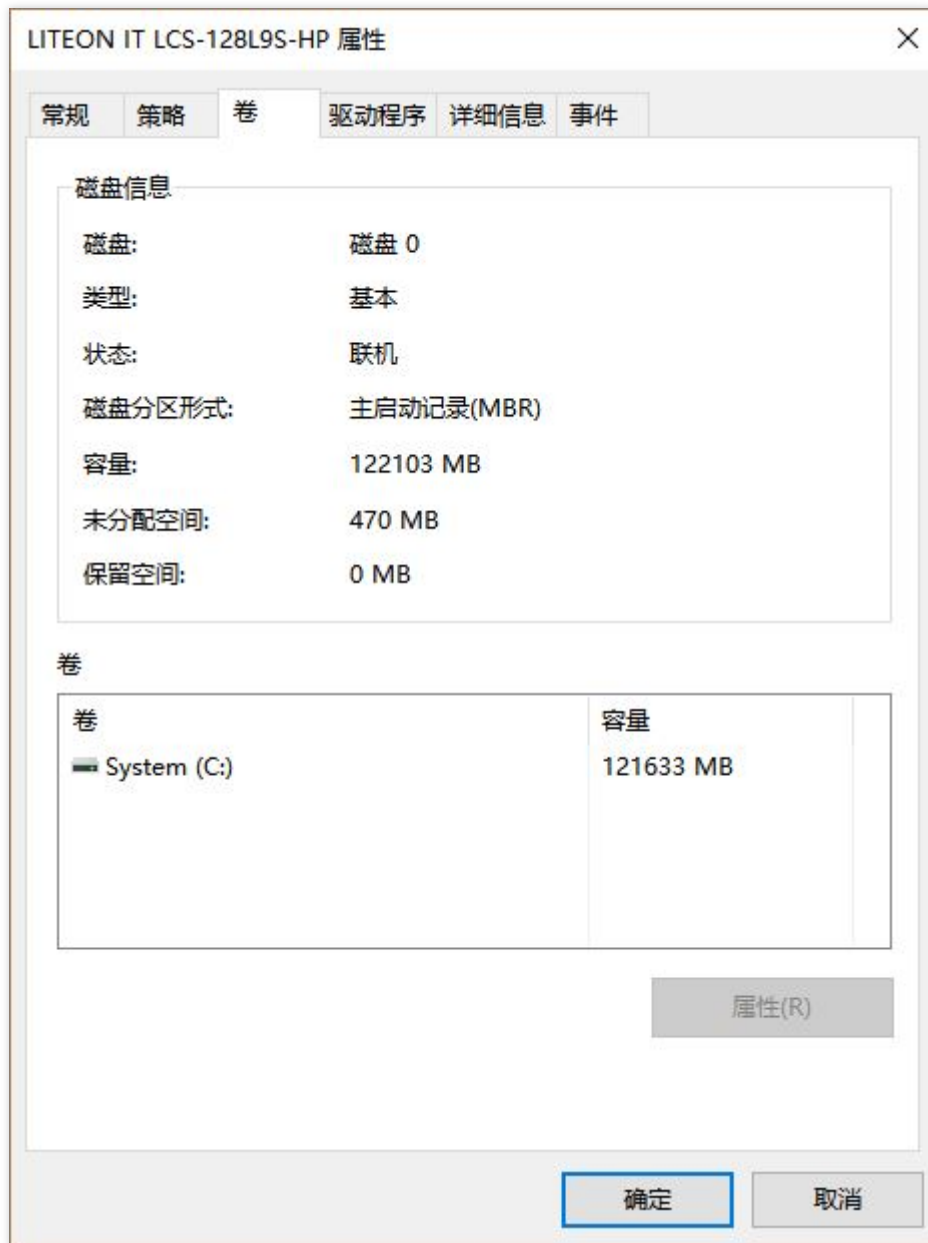 LITEON IT LCS-128L9S-HP 属性
常规 策略 卷 驱动程序 详细信息 事件
磁盘信息
磁盘: 磁盘 0
类型: 基本
状态: 联机
磁盘分区形式: 主启动记录(MBR)
容量: 122103 MB
未分配空间: 470 MB
保留空间: 0 MB
卷
卷 容量
System (C:) 121633 MB
属性(R)
确定 取消